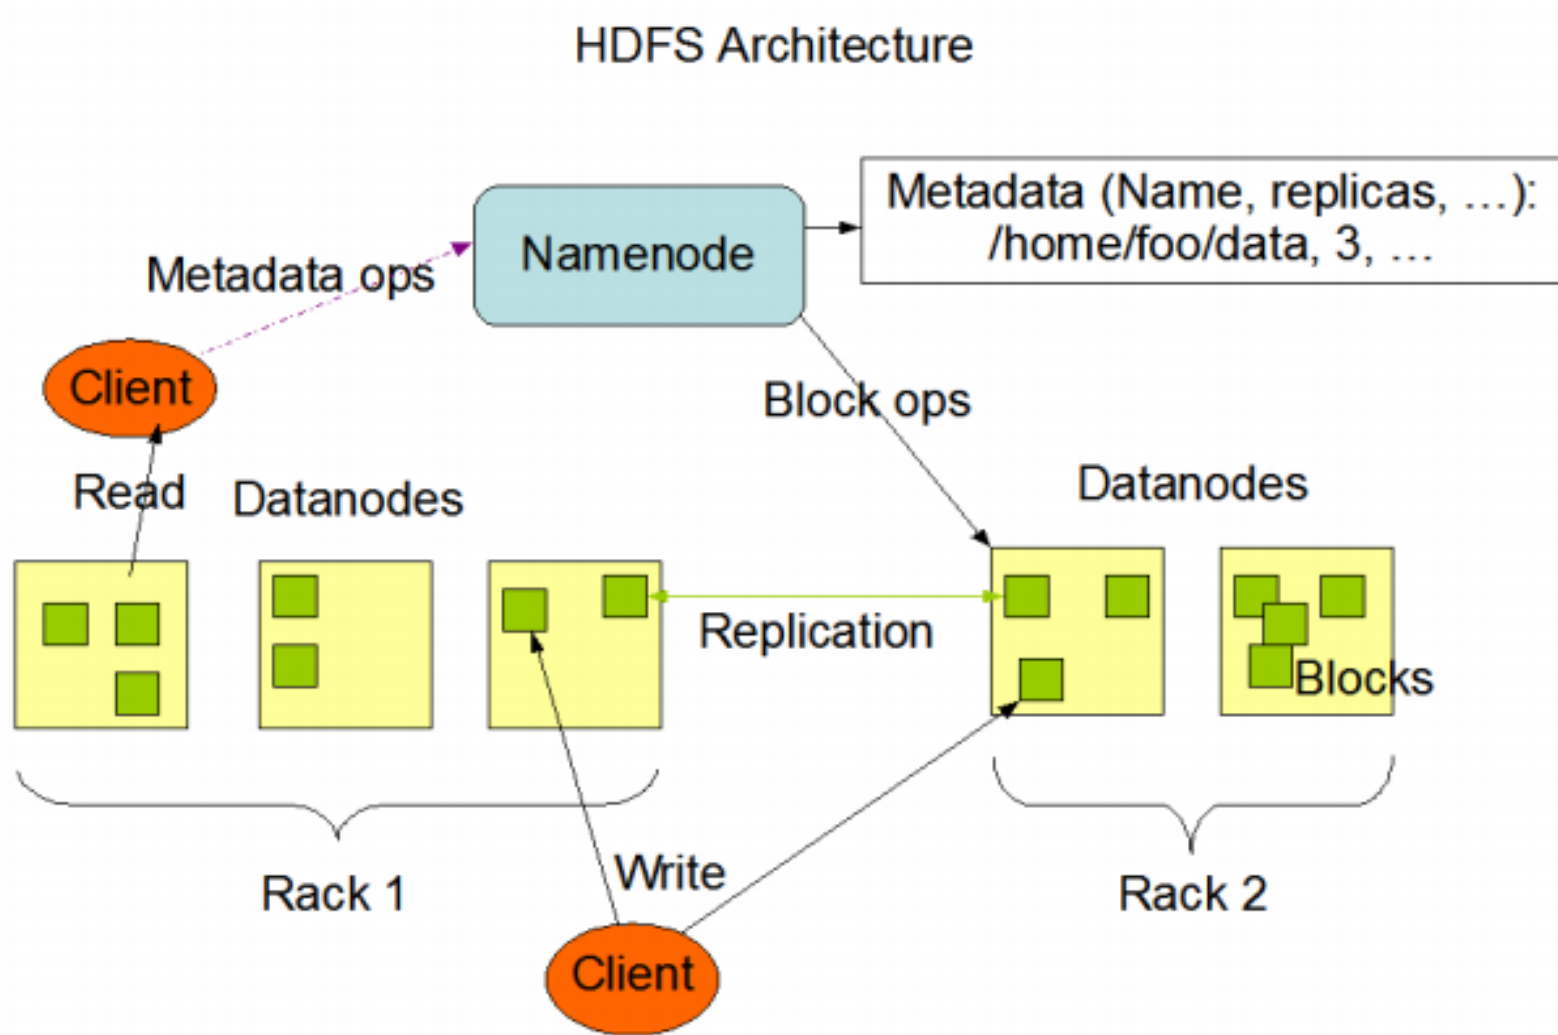 HDFS Architecture
Metadata (Name, replicas, ...):
/home/foo/data, 3, ...
Namenode
Metadata ops
Client
Block ops
Read
Datanodes
Datanodes
Replication
Blocks
Rack 1
Write
Rack 2
Client